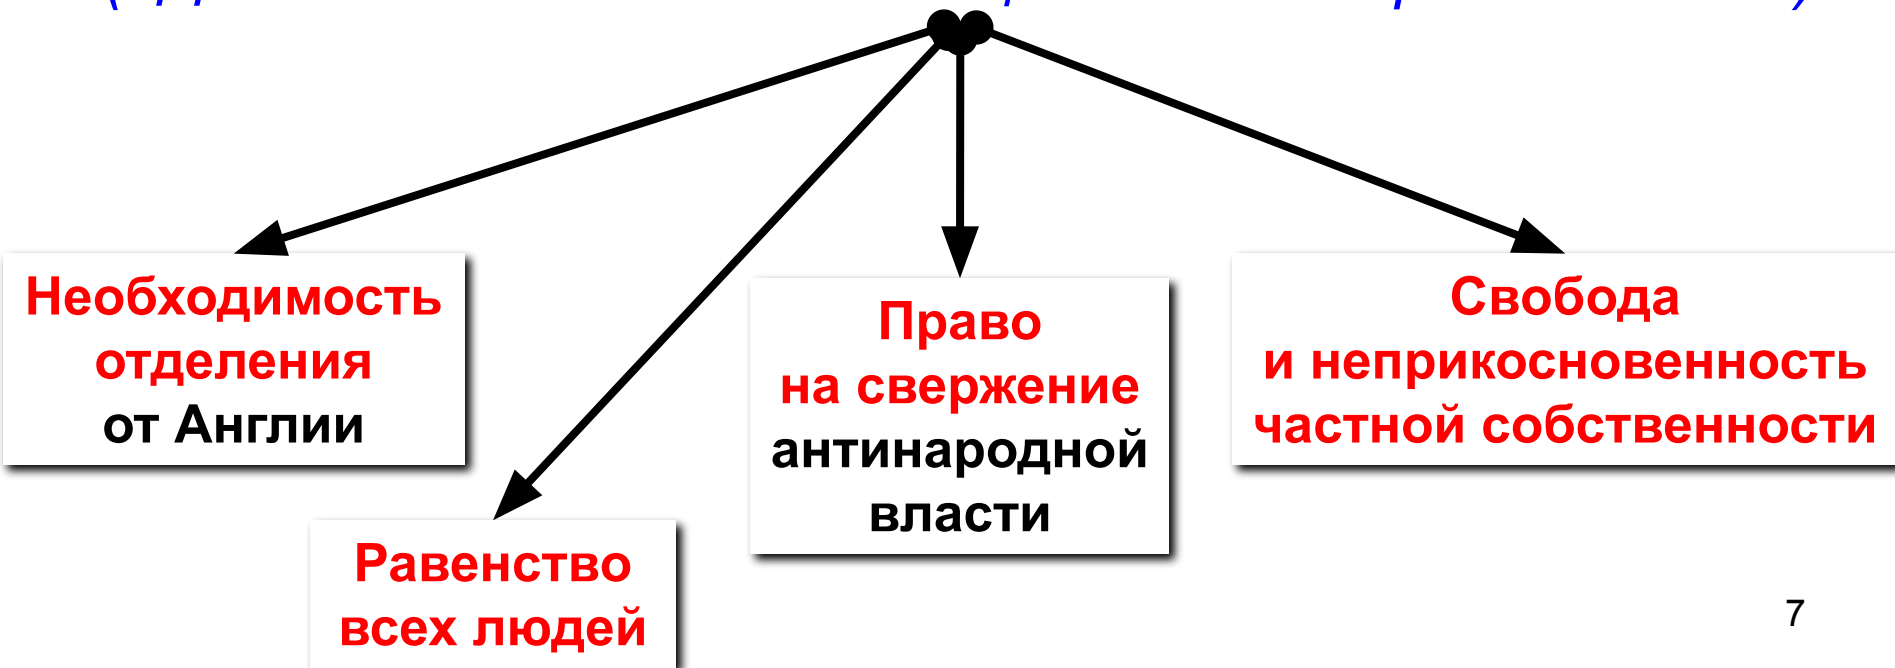 Необходимость
отделения
от Англии
Равенство
всех людей
Право
на свержение
антинародной
власти
Свобода
и неприкосновенность
частной собственности
7